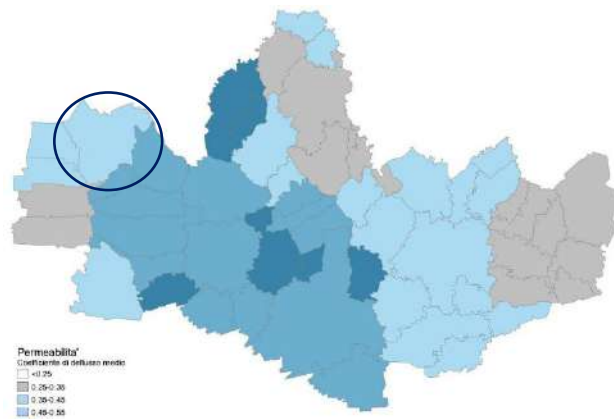 Permeabilita'
Coefficiente di deflusso medio
<0.25
0.25-0.35
0.35-0.45
0.45-0.55